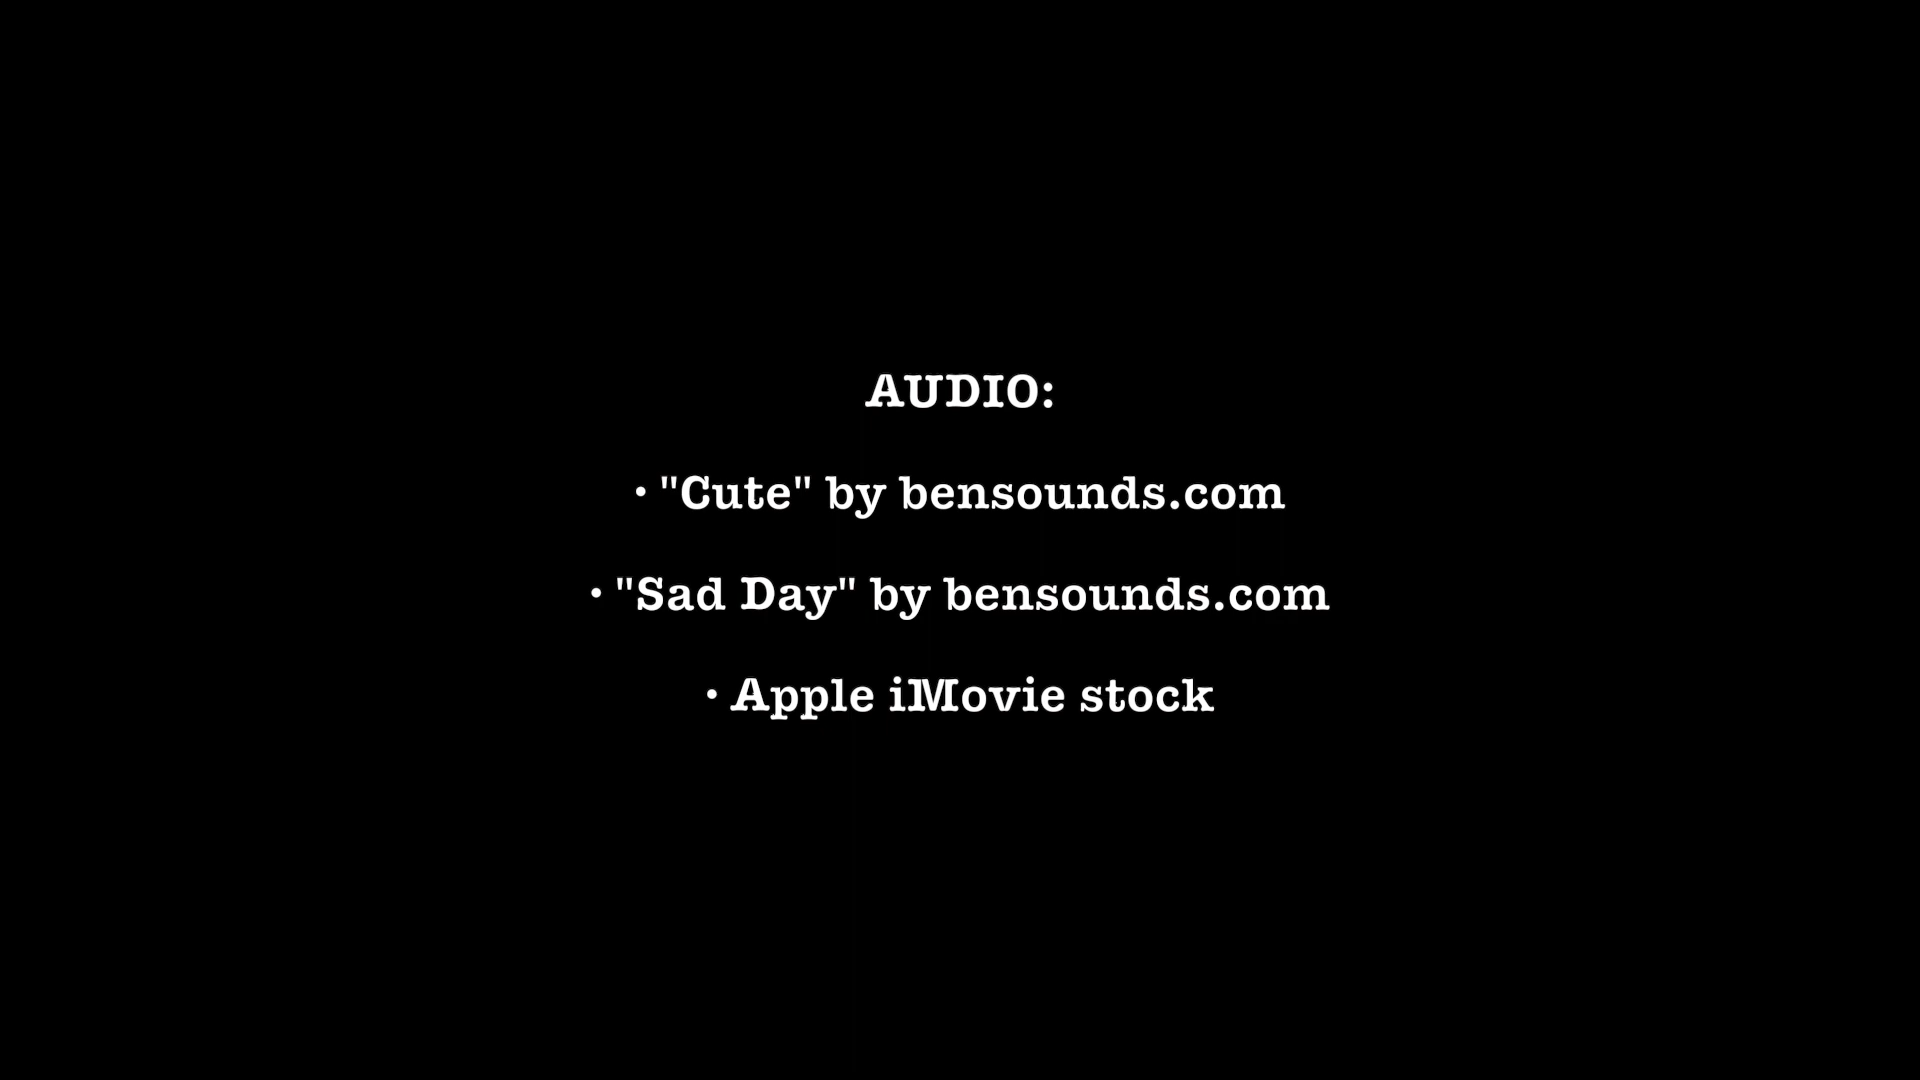 AUDIO:
• "Cute" by bensounds.com
• "Sad Day" by bensounds.com
• Apple iMovie stock